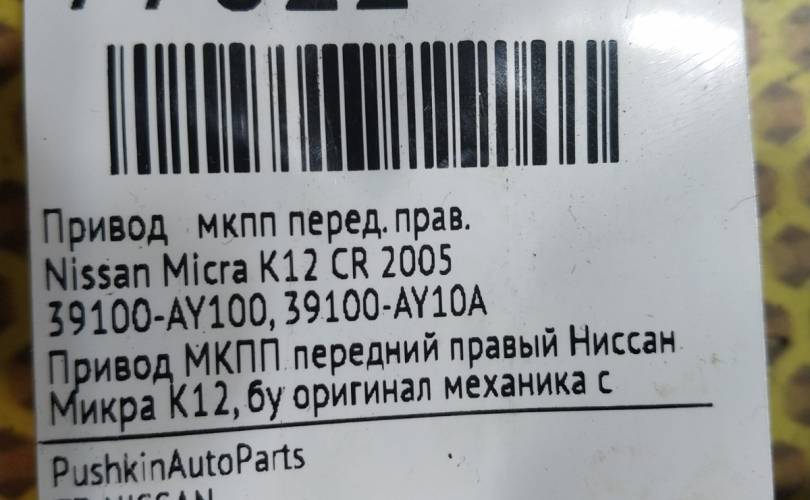 Привод мкпп перед. прав.
Nissan Micra K12 CR 2005
39100-AY100, 39100-AY10A
Привод МКПП передний правый Ниссан
Микра К12, бу оригинал механика с
PushkinAutoParts
NISSAN